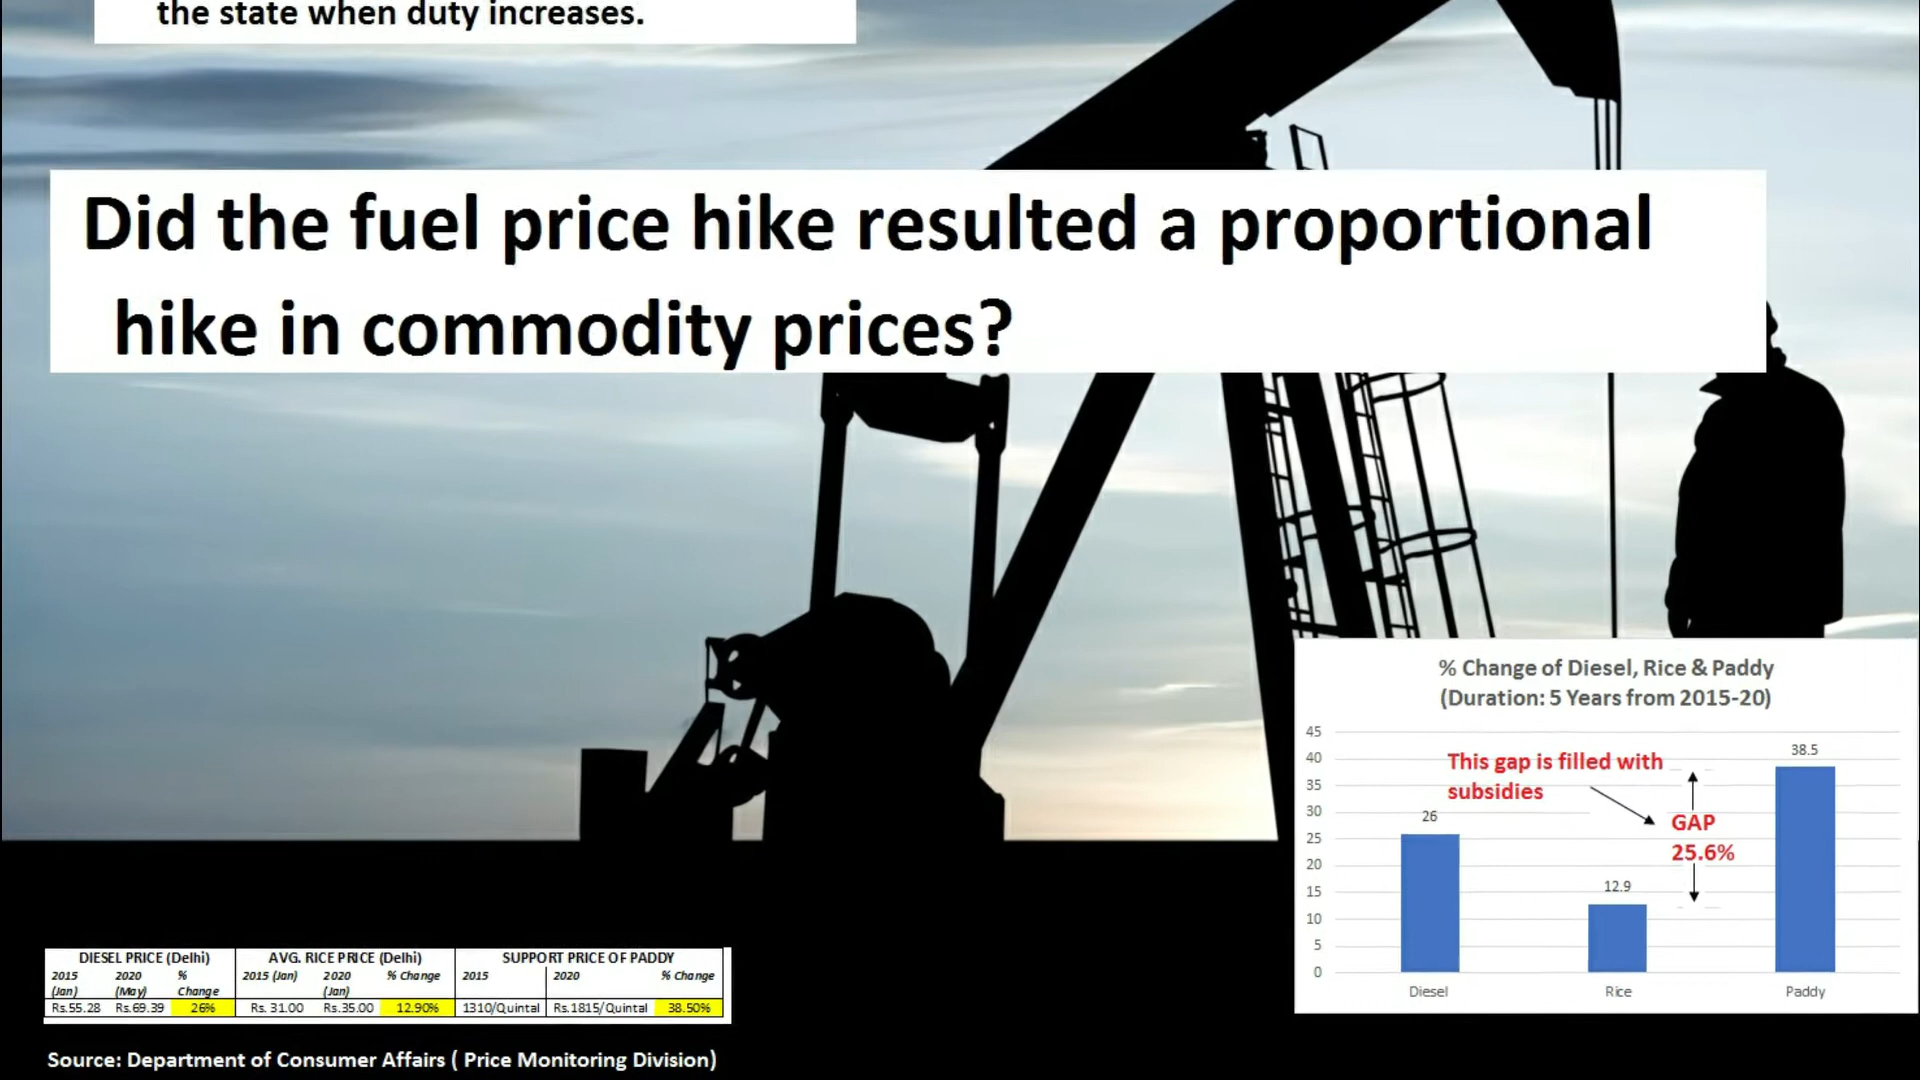 the state when duty increases.
Did the fuel price hike resulted a proportional
hike in commodity prices?
% Change of Diesel, Rice & Paddy
(Duration: 5 Years from 2015-20)
45
40
35
30
25
20
15
10
5
0
This gap is filled with
subsidies
GAP
25.6%
26
12.9
38.5
Diesel Rice Paddy
DIESEL PRICE (Delhi) AVG. RICE PRICE (Delhi) SUPPORT PRICE OF PADDY
2015 2020 % 2015 (Jan) 2020 % Change 2015 2020 % Change
(Jan) (May) Change (Jan)
Rs.55.28 Rs.69.39 26% Rs. 31.00 Rs.35.00 12.90% 1310/Quintal Rs.1815/Quintal 38.50%
Source: Department of Consumer Affairs ( Price Monitoring Division)